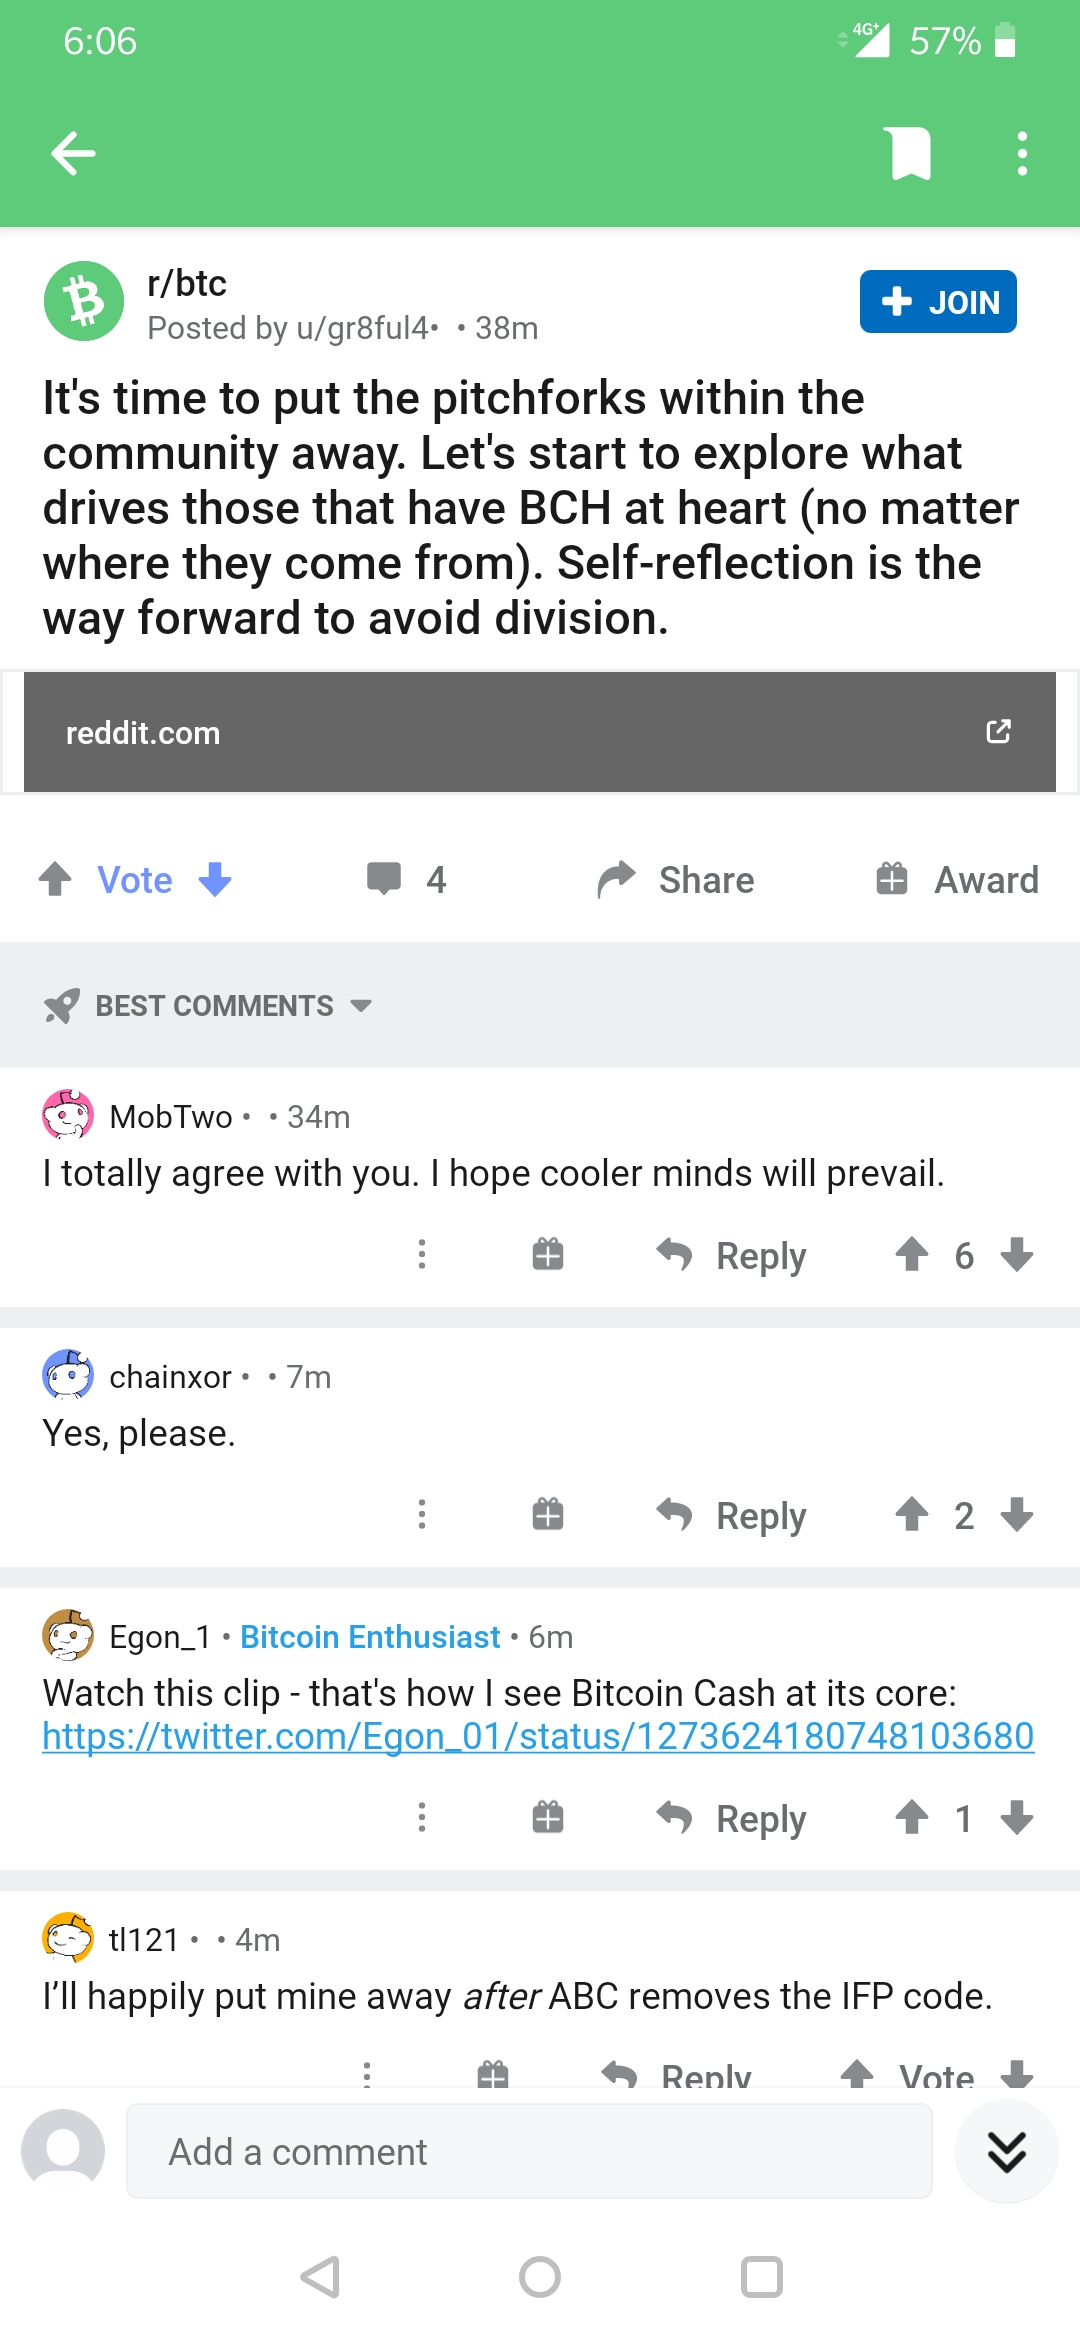 6:06
4G+ 57%
r/btc
Posted by u/gr8ful4• • 38m
JOIN
It's time to put the pitchforks within the
community away. Let's start to explore what
drives those that have BCH at heart (no matter
where they come from). Self-reflection is the
way forward to avoid division.
reddit.com
Vote 4 Share Award
BEST COMMENTS
MobTwo • • 34m
I totally agree with you. I hope cooler minds will prevail.
Reply 6
chainxor • • 7m
Yes, please.
Reply 2
Egon_1 • Bitcoin Enthusiast • 6m
Watch this clip - that's how I see Bitcoin Cash at its core:
https://twitter.com/Egon_01/status/1273624180748103680
Reply 1
tl121 • • 4m
I’ll happily put mine away after ABC removes the IFP code.
Reply Vote
Add a comment